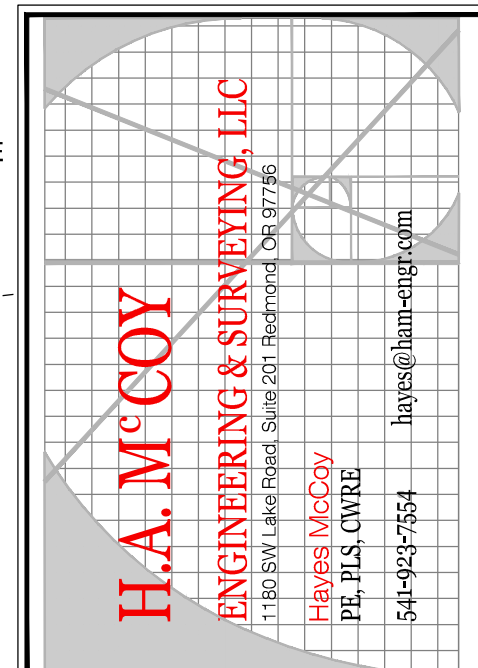 H.A. McCOY
ENGINEERING & SURVEYING, LLC
1180 SW Lake Road, Suite 201 Redmond, OR 97756
Hayes McCoy
PE, PLS, CWRE
541-923-7554 hayes@ham-engr.com